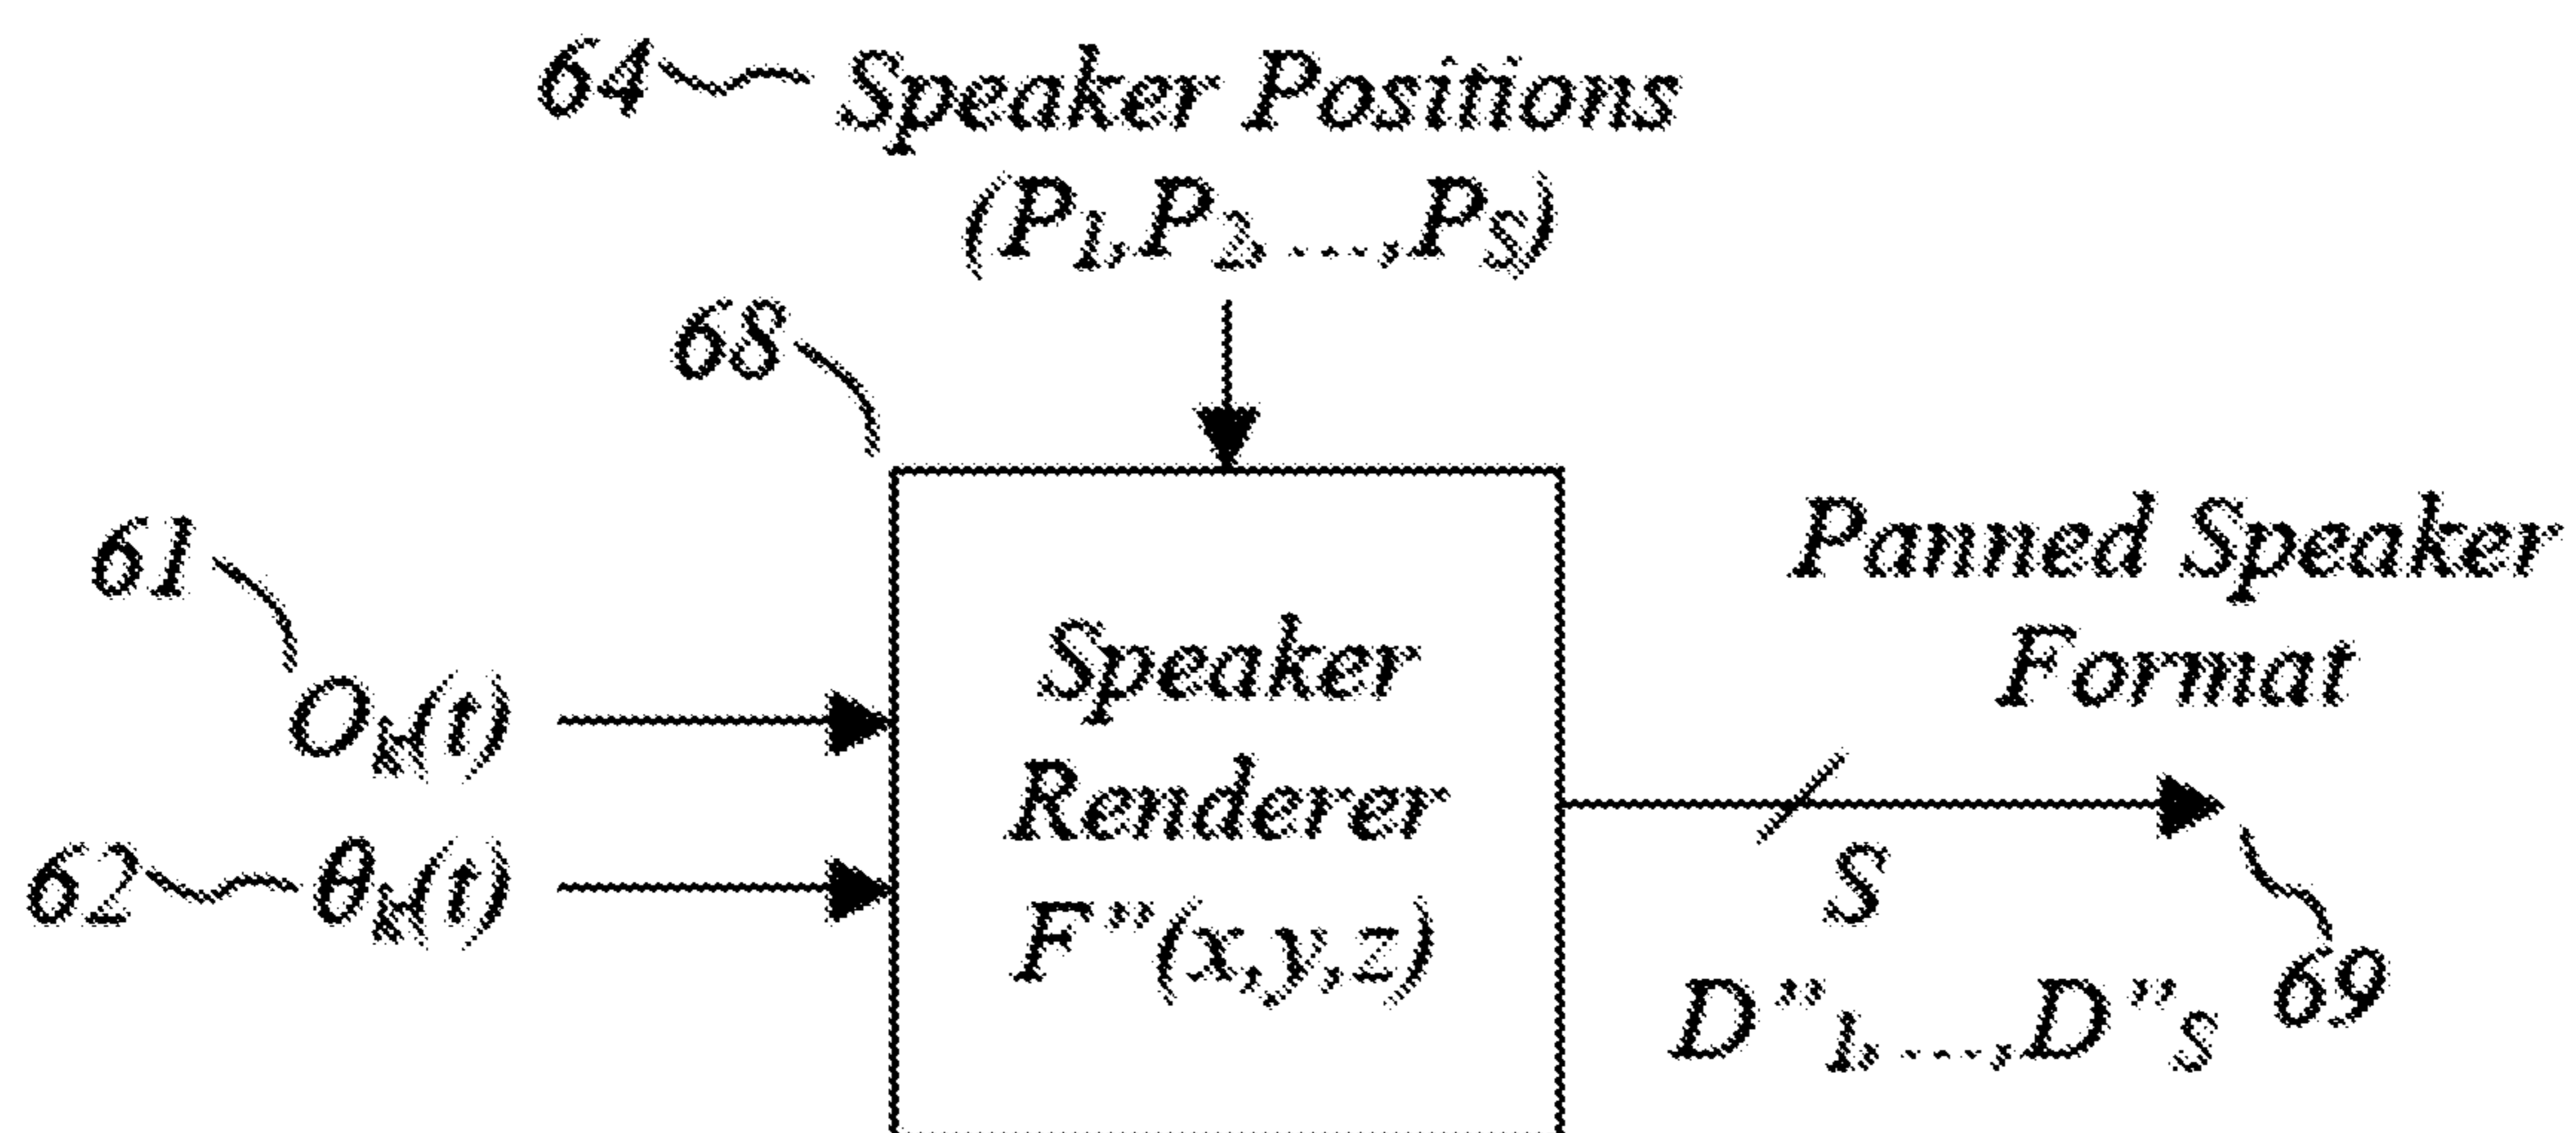 64 Speaker Positions
(P1,P2,...,PS)
68
61
Ok(t)
62 θk(t)
Speaker
Renderer
F"(x,y,z)
Panned Speaker
Format
S
D"1,...,D"S
69